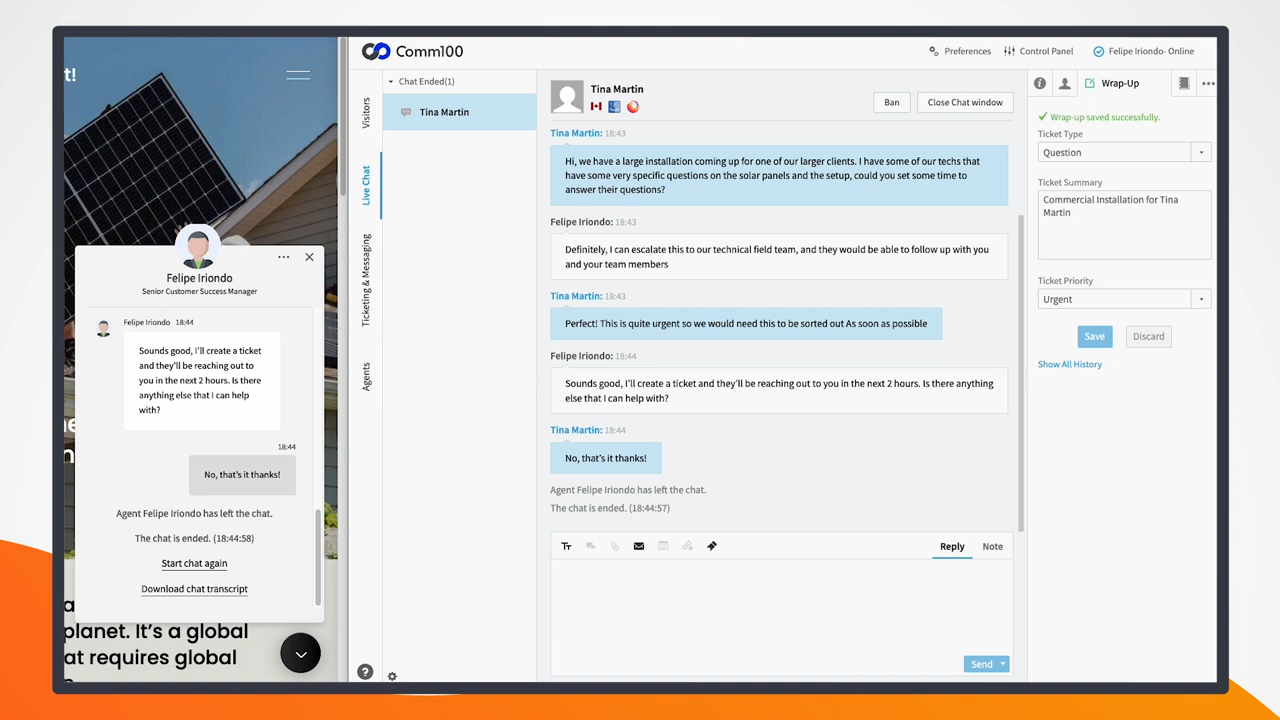 t!
Felipe Iriondo
Senior Customer Success Manager
Felipe Iriondo 18:44
Sounds good, I'll create a ticket
and they'll be reaching out to
you in the next 2 hours. Is there
anything else that I can help
with?
18:44
No, that's it thanks!
Agent Felipe Iriondo has left the chat.
The chat is ended. (18:44:58)
Start chat again
Download chat transcript
planet. It's a global
at requires global
Comm100
Preferences
Control Panel
Felipe Iriondo- Online
Visitors
Live Chat
Ticketing & Messaging
Agents
Chat Ended(1)
Tina Martin
Tina Martin
Ban
Close Chat window
Tina Martin: 18:43
Hi, we have a large installation coming up for one of our larger clients. I have some of our techs that
have some very specific questions on the solar panels and the setup, could you set some time to
answer their questions?
Felipe Iriondo: 18:43
Definitely, I can escalate this to our technical field team, and they would be able to follow up with you
and your team members
Tina Martin: 18:43
Perfect! This is quite urgent so we would need this to be sorted out As soon as possible
Felipe Iriondo: 18:44
Sounds good, I'll create a ticket and they'll be reaching out to you in the next 2 hours. Is there anything
else that I can help with?
Tina Martin: 18:44
No, that's it thanks!
Agent Felipe Iriondo has left the chat.
The chat is ended. (18:44:57)
Reply
Note
Send
Wrap-Up
Wrap-up saved successfully.
Ticket Type
Question
Ticket Summary
Commercial Installation for Tina
Martin
Ticket Priority
Urgent
Save
Discard
Show All History